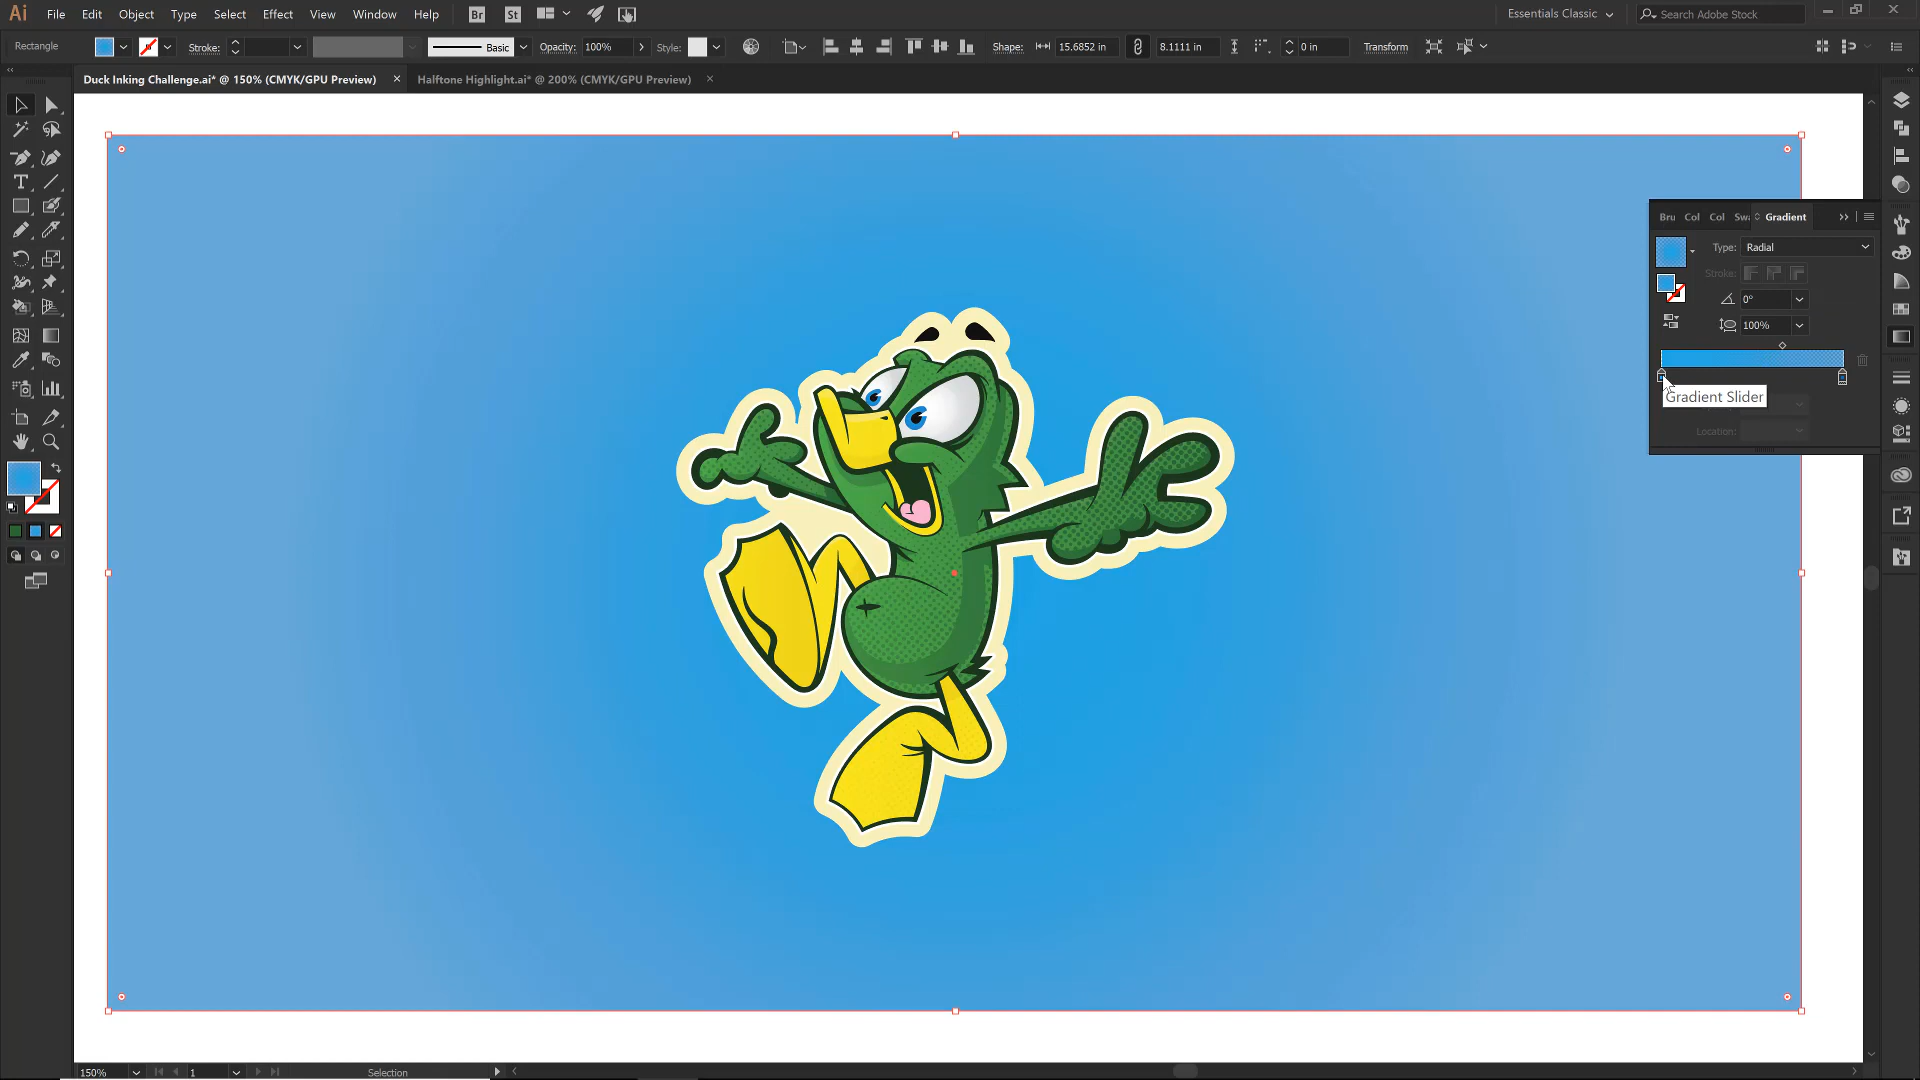 Ai File Edit Object Type Select Effect View Window Help Br St Essentials Classic Search Adobe Stock
Rectangle Stroke: Basic Opacity: 100% Style: Shape: 15.6852 in 8.1111 in 0 in Transform
Duck Inking Challenge.ai* @ 150% (CMYK/GPU Preview) × Halftone Highlight.ai* @ 200% (CMYK/GPU Preview) ×
Bru Col Col Swa Gradient
Type: Radial
Stroke:
0°
100%
Gradient Slider
Location:
150% 1 Selection